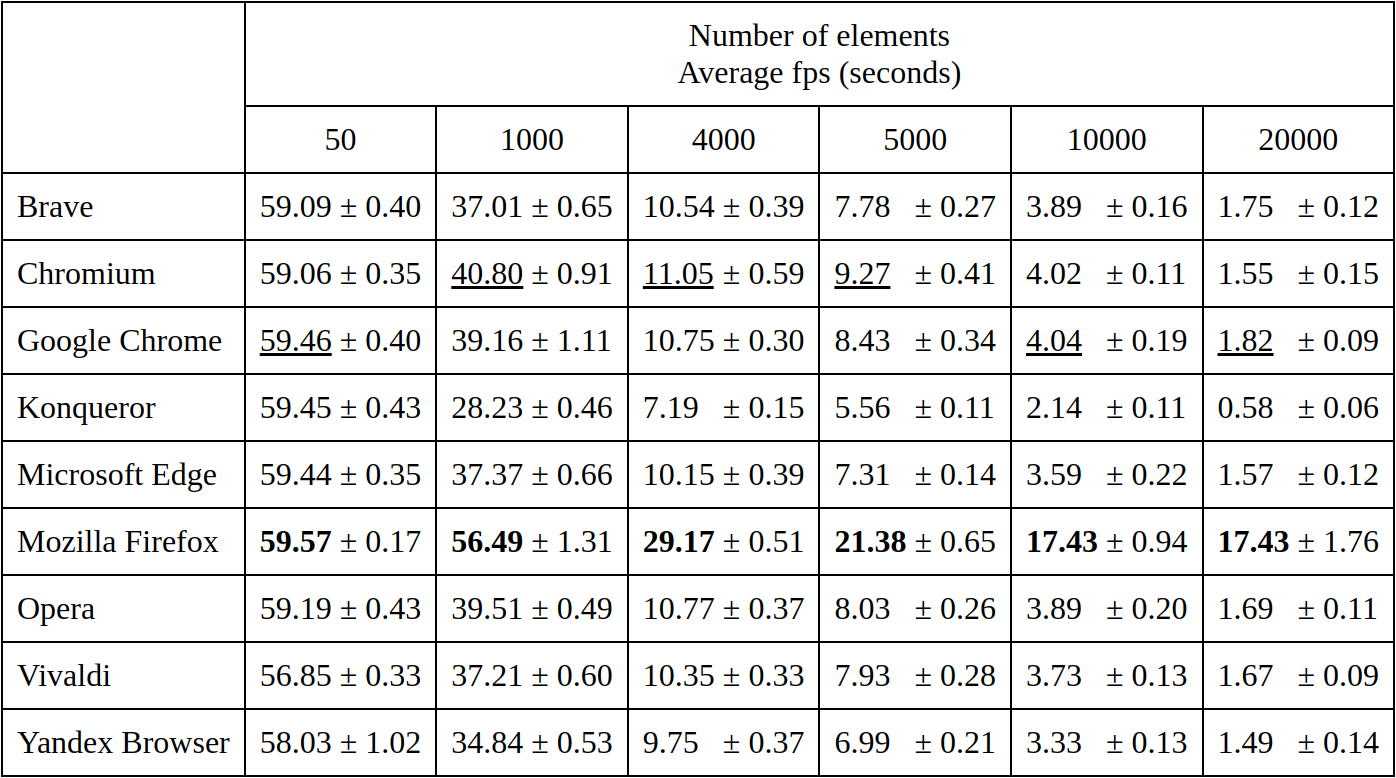 Number of elements
Average fps (seconds)
50 1000 4000 5000 10000 20000
Brave 59.09 ± 0.40 37.01 ± 0.65 10.54 ± 0.39 7.78 ± 0.27 3.89 ± 0.16 1.75 ± 0.12
Chromium 59.06 ± 0.35 40.80 ± 0.91 11.05 ± 0.59 9.27 ± 0.41 4.02 ± 0.11 1.55 ± 0.15
Google Chrome 59.46 ± 0.40 39.16 ± 1.11 10.75 ± 0.30 8.43 ± 0.34 4.04 ± 0.19 1.82 ± 0.09
Konqueror 59.45 ± 0.43 28.23 ± 0.46 7.19 ± 0.15 5.56 ± 0.11 2.14 ± 0.11 0.58 ± 0.06
Microsoft Edge 59.44 ± 0.35 37.37 ± 0.66 10.15 ± 0.39 7.31 ± 0.14 3.59 ± 0.22 1.57 ± 0.12
Mozilla Firefox 59.57 ± 0.17 56.49 ± 1.31 29.17 ± 0.51 21.38 ± 0.65 17.43 ± 0.94 17.43 ± 1.76
Opera 59.19 ± 0.43 39.51 ± 0.49 10.77 ± 0.37 8.03 ± 0.26 3.89 ± 0.20 1.69 ± 0.11
Vivaldi 56.85 ± 0.33 37.21 ± 0.60 10.35 ± 0.33 7.93 ± 0.28 3.73 ± 0.13 1.67 ± 0.09
Yandex Browser 58.03 ± 1.02 34.84 ± 0.53 9.75 ± 0.37 6.99 ± 0.21 3.33 ± 0.13 1.49 ± 0.14